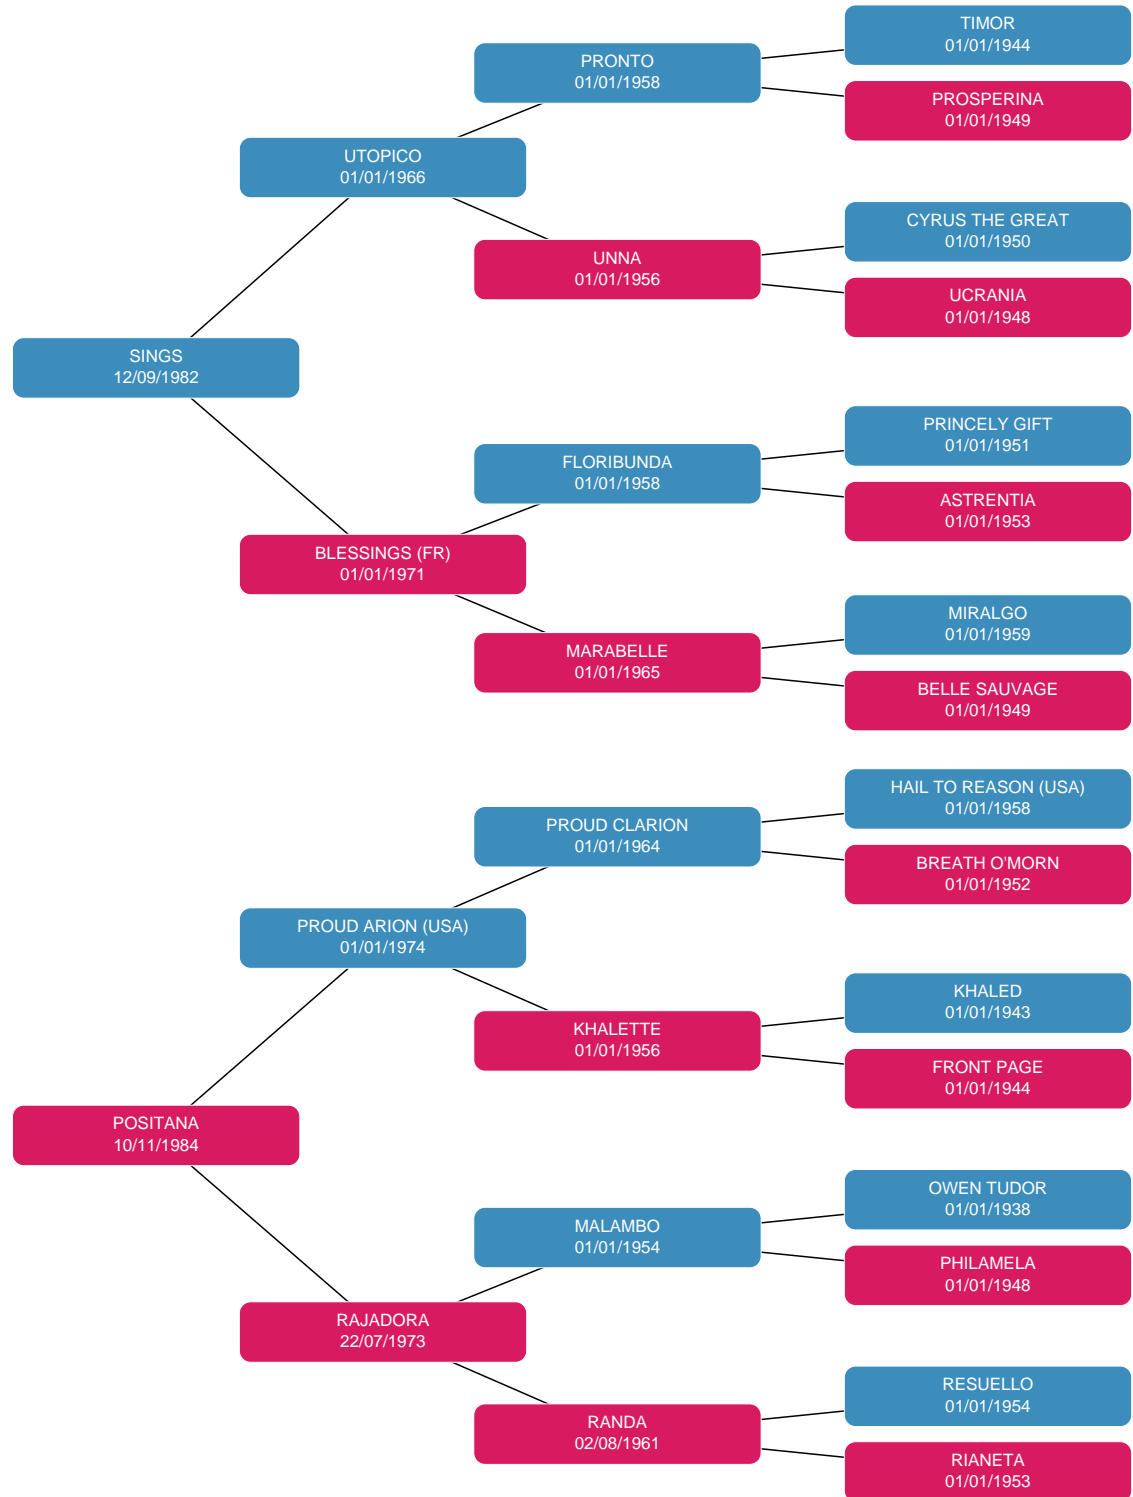 TIMOR
01/01/1944
PRONTO
01/01/1958
PROSPERINA
01/01/1949
UTOPICO
01/01/1966
CYRUS THE GREAT
01/01/1950
UNNA
01/01/1956
UCRANIA
01/01/1948
SINGS
12/09/1982
PRINCELY GIFT
01/01/1951
FLORIBUNDA
01/01/1958
ASTRENTIA
01/01/1953
BLESSINGS (FR)
01/01/1971
MIRALGO
01/01/1959
MARABELLE
01/01/1965
BELLE SAUVAGE
01/01/1949
HAIL TO REASON (USA)
01/01/1958
PROUD CLARION
01/01/1964
BREATH O'MORN
01/01/1952
PROUD ARION (USA)
01/01/1974
KHALED
01/01/1943
KHALETTE
01/01/1956
FRONT PAGE
01/01/1944
POSITANA
10/11/1984
OWEN TUDOR
01/01/1938
MALAMBO
01/01/1954
PHILAMELA
01/01/1948
RAJADORA
22/07/1973
RESUELLO
01/01/1954
RANDA
02/08/1961
RIANETA
01/01/1953